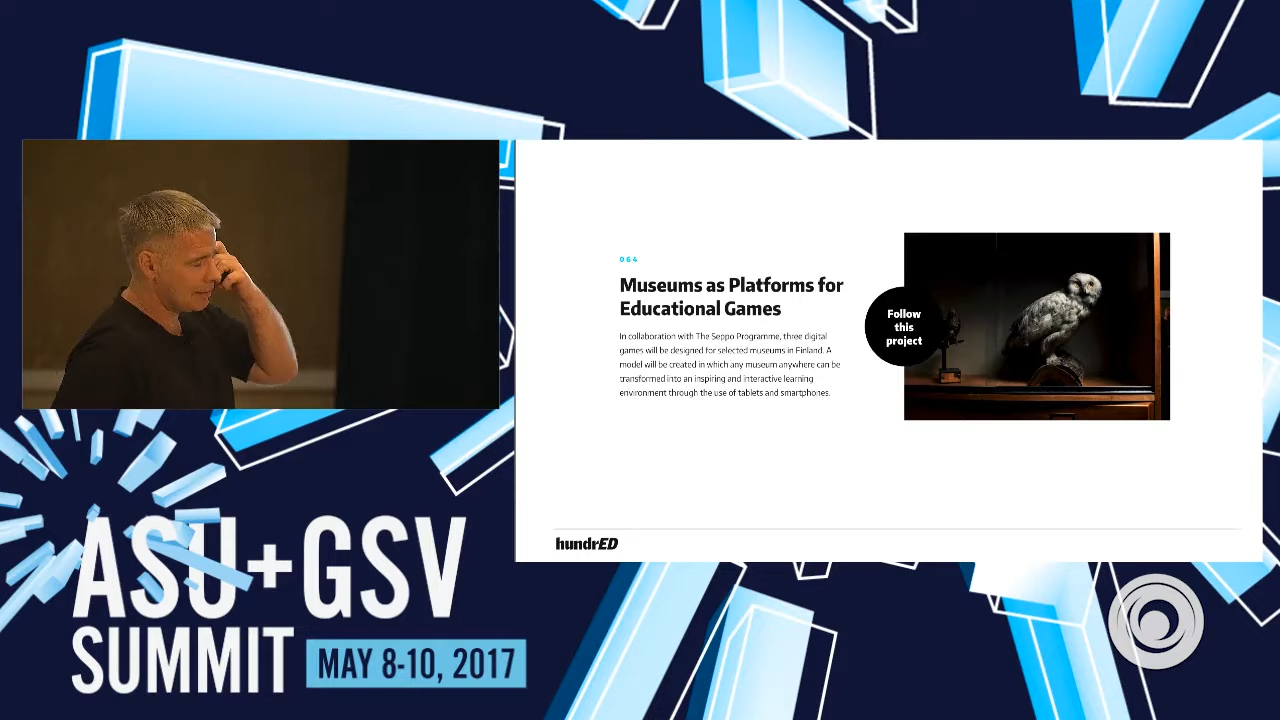 064
Museums as Platforms for
Educational Games
In collaboration with The Seppo Programme, three digital
games will be designed for selected museums in Finland. A
model will be created in which any museum anywhere can be
transformed into an inspiring and interactive learning
environment through the use of tablets and smartphones.
Follow
this
project
hundrED
ASU+GSV
SUMMIT
MAY 8-10, 2017